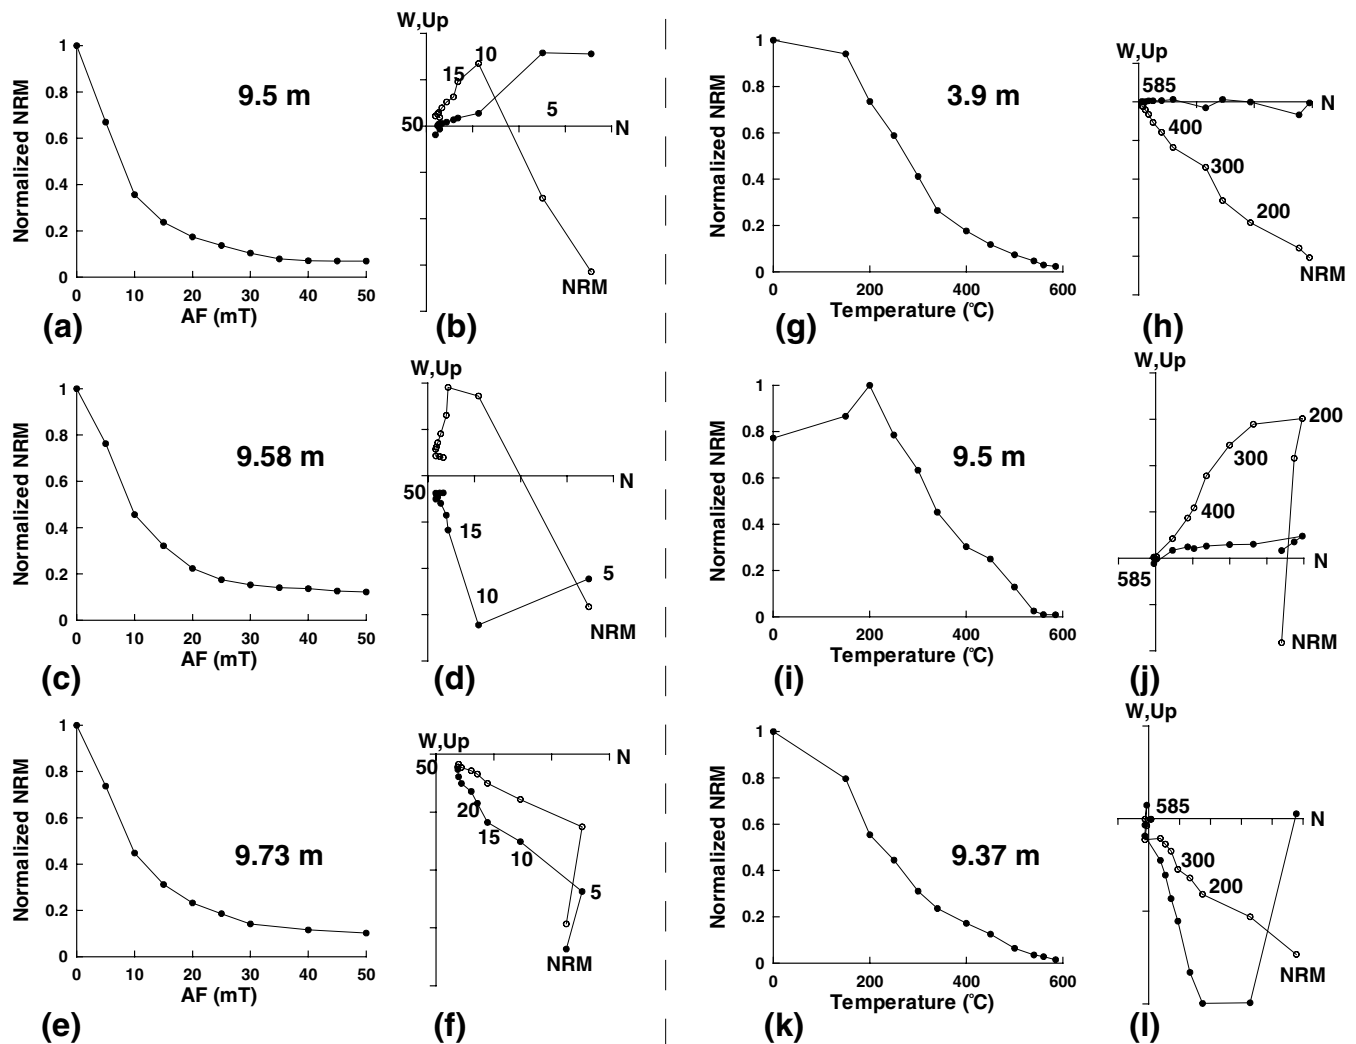 1
0.8
0.6
0.4
0.2
0
Normalized NRM
9.5 m
0 10 20 30 40 50
AF (mT)
(a)
W,Up
10
15
5
50
N
NRM
(b)
1
0.8
0.6
0.4
0.2
0
Normalized NRM
3.9 m
0 200 400 600
Temperature (°C)
(g)
W,Up
585
N
400
300
200
NRM
(h)
1
0.8
0.6
0.4
0.2
0
Normalized NRM
9.58 m
0 10 20 30 40 50
AF (mT)
(c)
W,Up
N
50
15
5
10
NRM
(d)
1
0.8
0.6
0.4
0.2
0
Normalized NRM
9.5 m
0 200 400 600
Temperature (°C)
(i)
W,Up
200
300
400
N
585
NRM
(j)
1
0.8
0.6
0.4
0.2
0
Normalized NRM
9.73 m
0 10 20 30 40 50
AF (mT)
(e)
W,Up
N
50
20
15
10
5
NRM
(f)
1
0.8
0.6
0.4
0.2
0
Normalized NRM
9.37 m
0 200 400 600
Temperature (°C)
(k)
W,Up
585
N
300
200
NRM
(l)